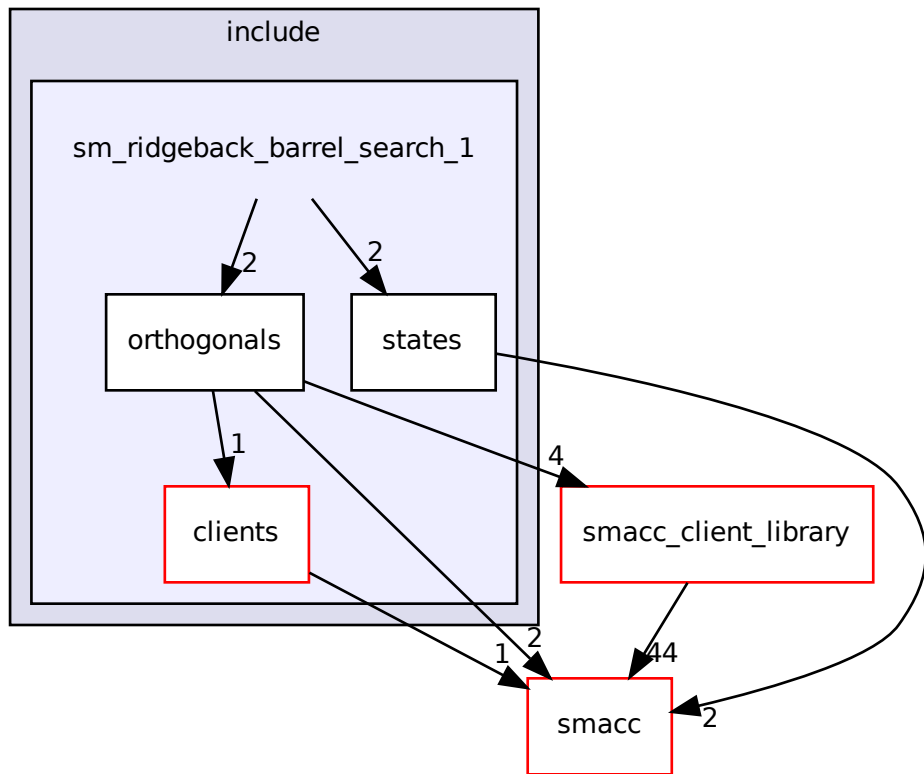 include
sm_ridgeback_barrel_search_1
2
2
orthogonals
states
1
4
clients
smacc_client_library
2
1
44
2
smacc